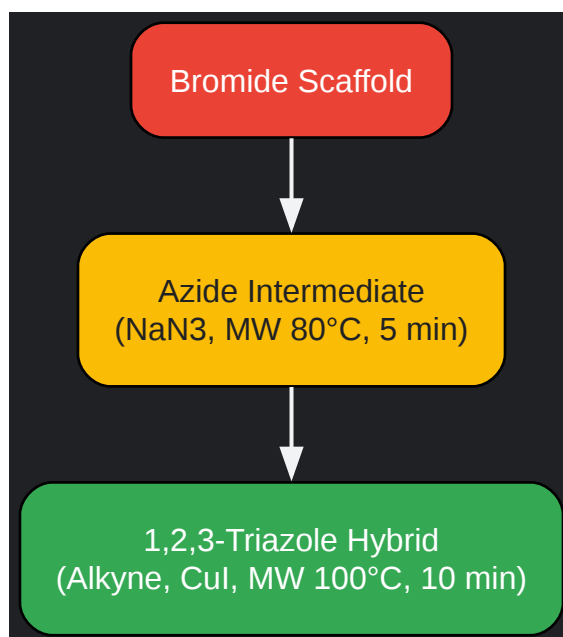 Bromide Scaffold
Azide Intermediate
(NaN3, MW 80°C, 5 min)
1,2,3-Triazole Hybrid
(Alkyne, CuI, MW 100°C, 10 min)